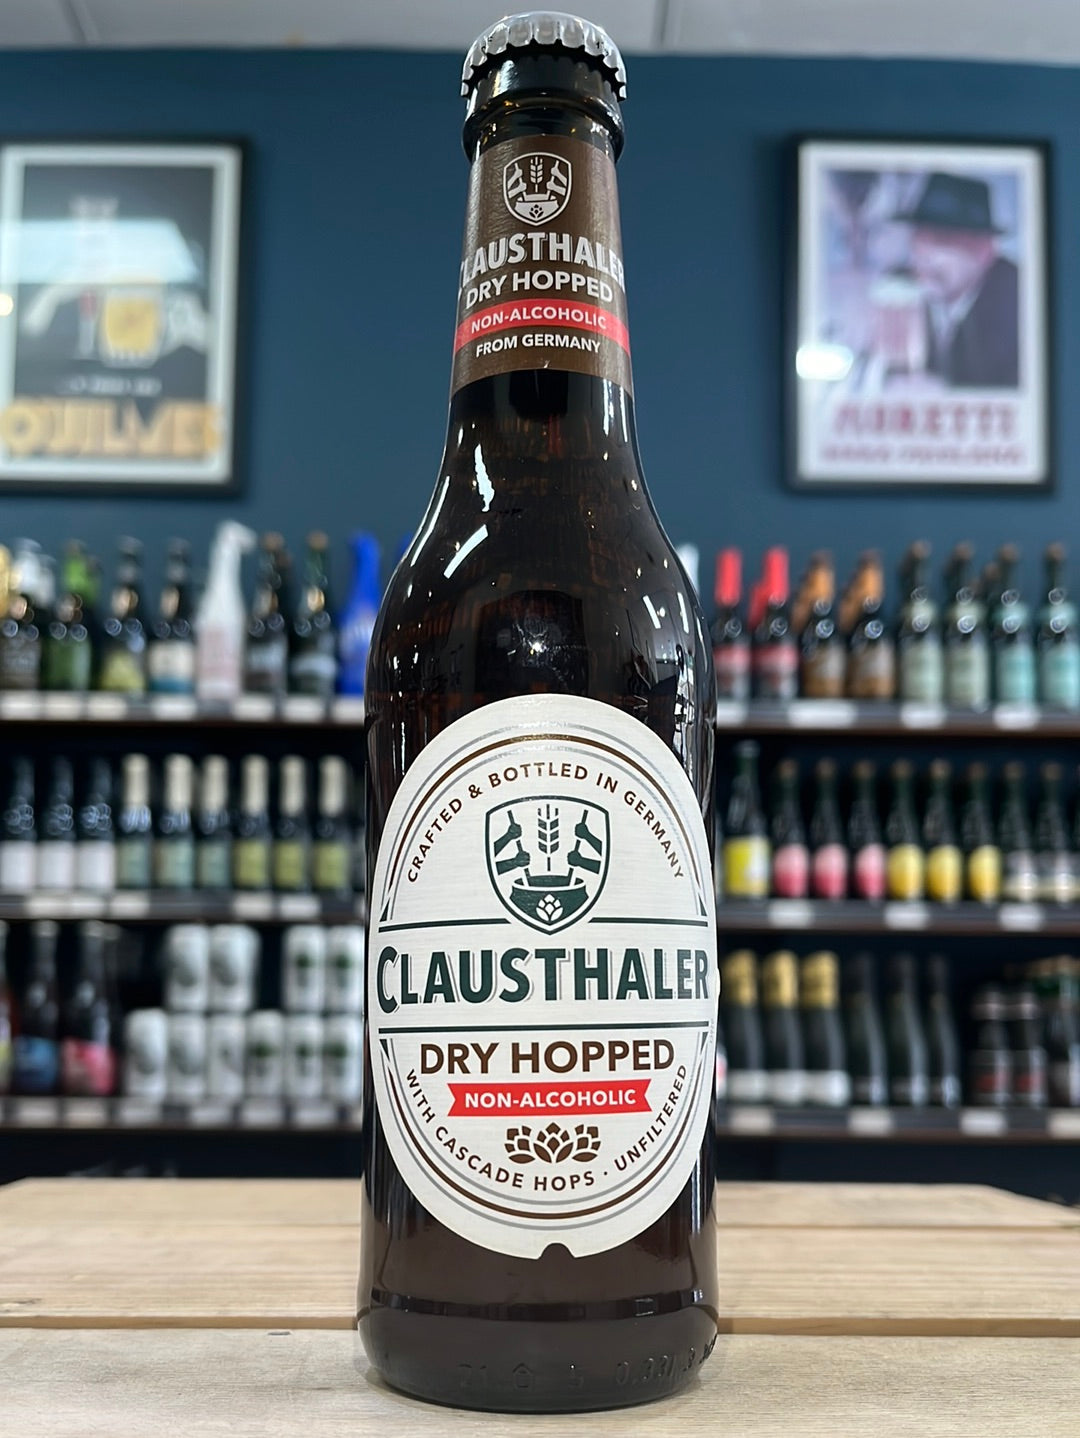 CLAUSTHALER
DRY HOPPED
NON-ALCOHOLIC
FROM GERMANY
QUILMES
CRAFTED & BOTTLED IN GERMANY
CLAUSTHALER
DRY HOPPED
NON-ALCOHOLIC
WITH CASCADE HOPS · UNFILTERED